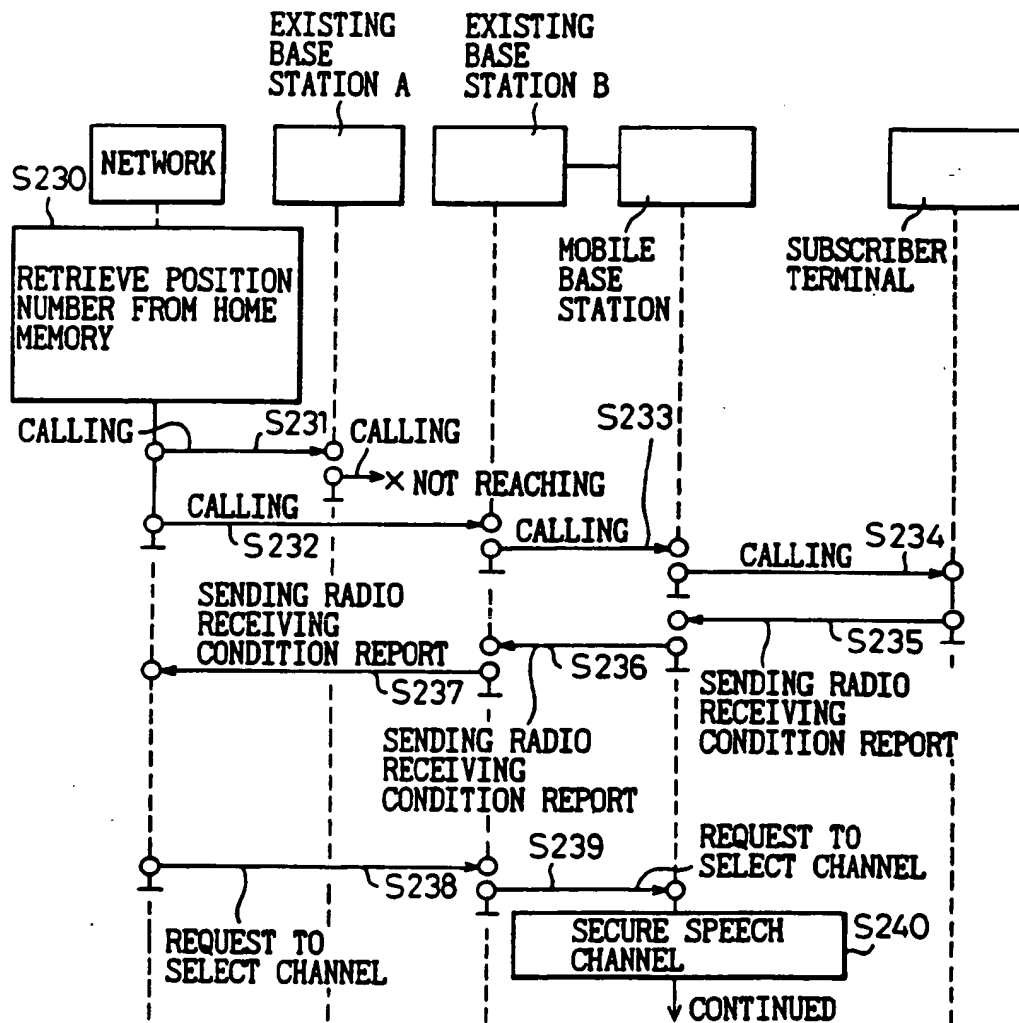 EXISTING
BASE
STATION A
EXISTING
BASE
STATION B
NETWORK
S230
MOBILE
BASE
STATION
SUBSCRIBER
TERMINAL
RETRIEVE POSITION
NUMBER FROM HOME
MEMORY
CALLING
S231
CALLING
S233
× NOT REACHING
CALLING
S232
CALLING
CALLING
S234
SENDING RADIO
RECEIVING
CONDITION REPORT
S235
S236
S237
SENDING RADIO
RECEIVING
CONDITION REPORT
SENDING RADIO
RECEIVING
CONDITION REPORT
S238
S239
REQUEST TO
SELECT CHANNEL
REQUEST TO
SELECT CHANNEL
SECURE SPEECH
CHANNEL
S240
CONTINUED